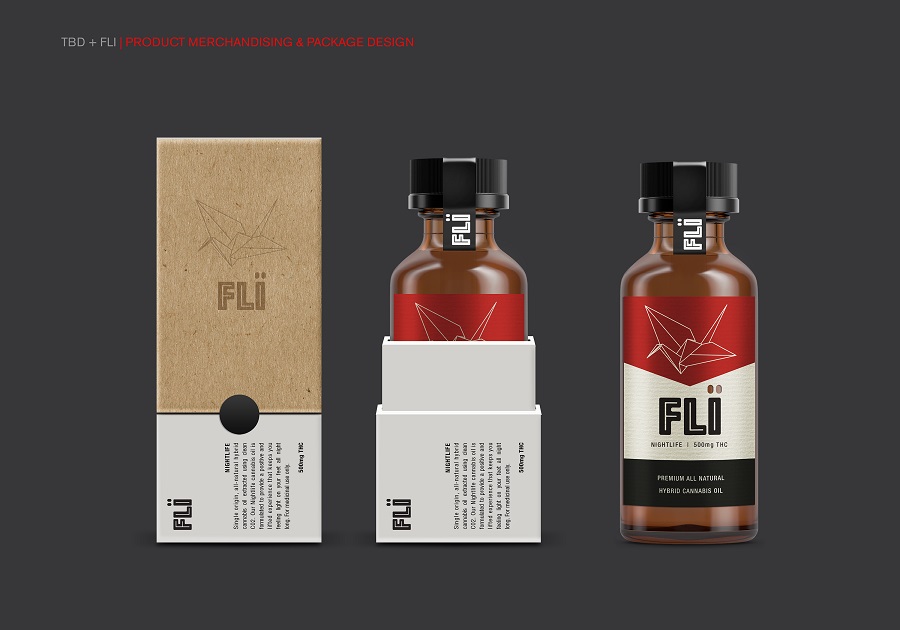 TBD + FLI | PRODUCT MERCHANDISING & PACKAGE DESIGN
FLÏ
FLÏ
NIGHTLIFE
Single origin, all-natural hybrid
cannabis oil extracted using clean
CO2. Our Nightlife cannabis oil is
formulated to provide a positive and
lifted experience that keeps you
feeling light on your feet all night
long. For medicinal use only.
500mg THC
FLÏ
FLÏ
NIGHTLIFE
Single origin, all-natural hybrid
cannabis oil extracted using clean
CO2. Our Nightlife cannabis oil is
formulated to provide a positive and
lifted experience that keeps you
feeling light on your feet all night
long. For medicinal use only.
500mg THC
FLÏ
FLÏ
NIGHTLIFE | 500mg THC
PREMIUM ALL NATURAL
HYBRID CANNABIS OIL